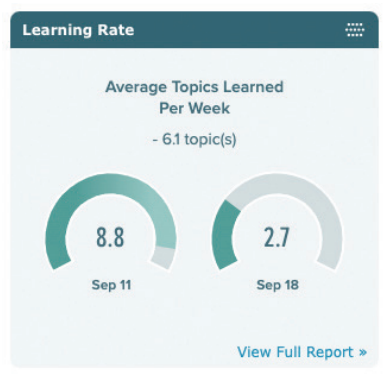 Learning Rate
Average Topics Learned
Per Week
- 6.1 topic(s)
8.8
2.7
Sep 11
Sep 18
View Full Report »